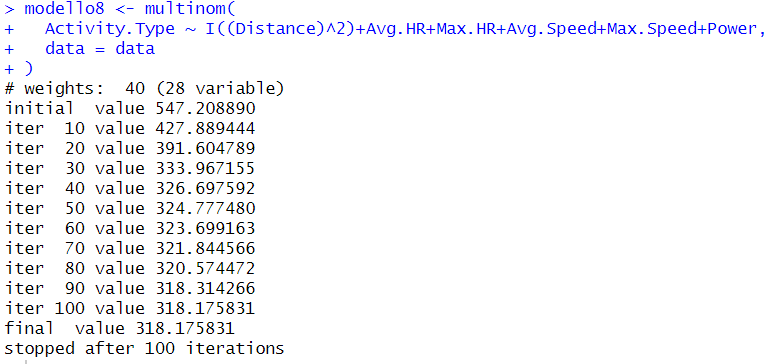 > modello8 <- multinom(
+   Activity.Type ~ I((Distance)^2)+Avg.HR+Max.HR+Avg.Speed+Max.Speed+Power,
+   data = data
+ )
# weights:  40 (28 variable)
initial  value 547.208890
iter  10 value 427.889444
iter  20 value 391.604789
iter  30 value 333.967155
iter  40 value 326.697592
iter  50 value 324.777480
iter  60 value 323.699163
iter  70 value 321.844566
iter  80 value 320.574472
iter  90 value 318.314266
iter 100 value 318.175831
final  value 318.175831
stopped after 100 iterations